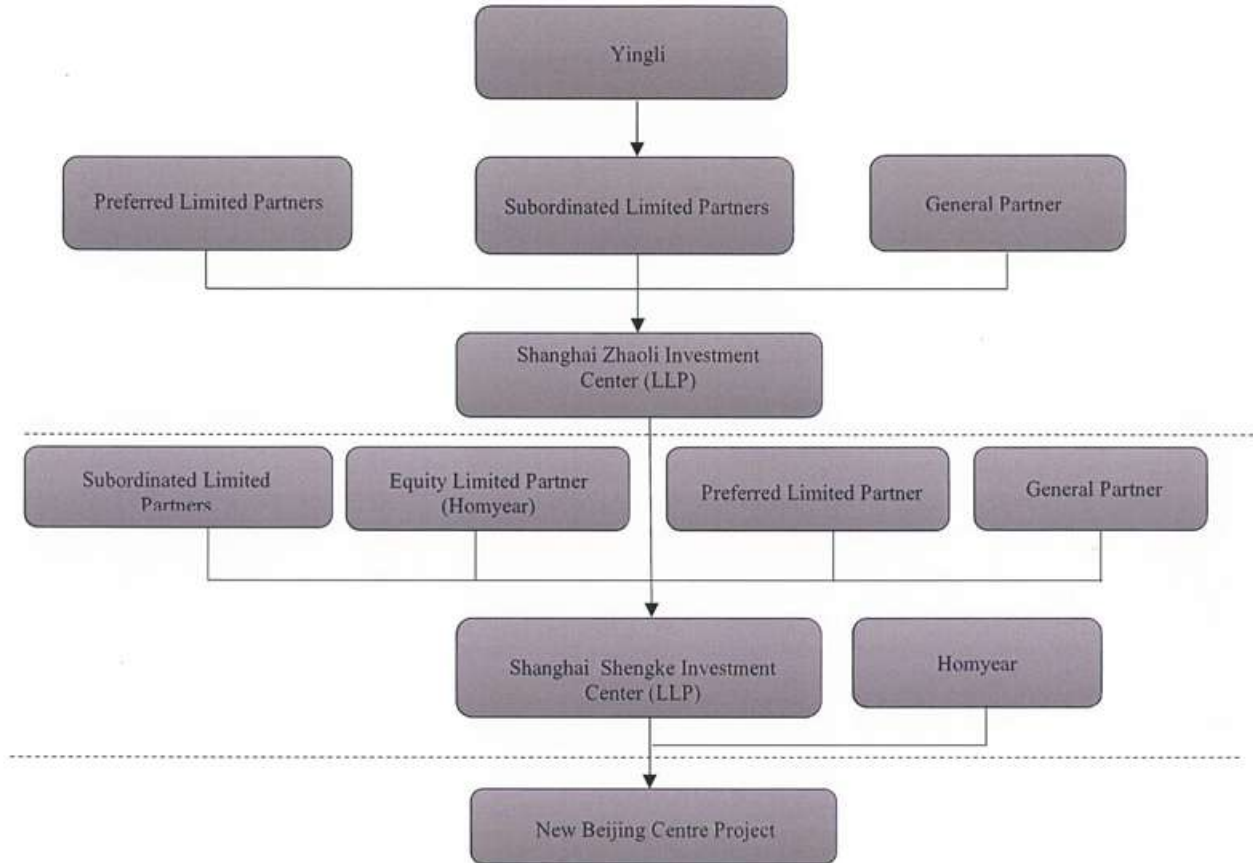 Yingli
Preferred Limited Partners
Subordinated Limited Partners
General Partner
Shanghai Zhaoli Investment
Center (LLP)
Subordinated Limited
Partners
Equity Limited Partner
(Homyear)
Preferred Limited Partner
General Partner
Shanghai Shengke Investment
Center (LLP)
Homyear
New Beijing Centre Project